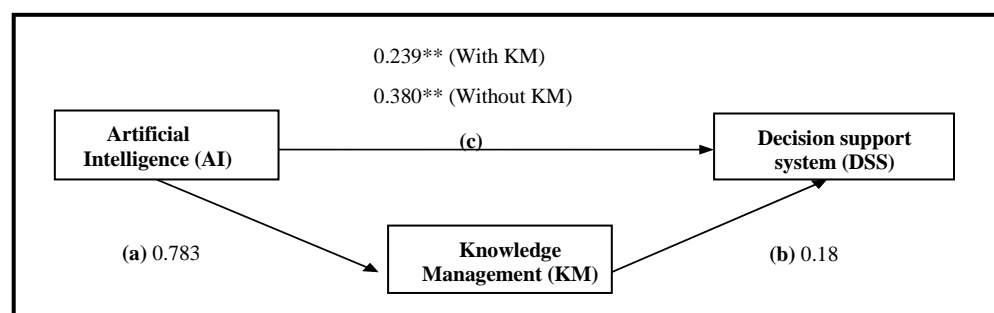 0.239** (With KM)
0.380** (Without KM)
Artificial
Intelligence (AI)
(c)
Decision support
system (DSS)
(a) 0.783
Knowledge
Management (KM)
(b) 0.18